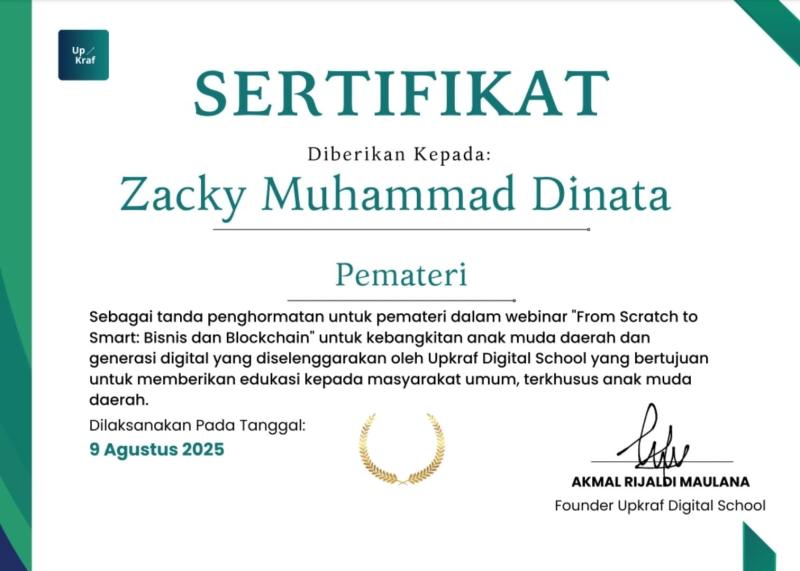 Up
Kraf
SERTIFIKAT
Diberikan Kepada:
Zacky Muhammad Dinata
Pemateri
Sebagai tanda penghormatan untuk pemateri dalam webinar "From Scratch to
Smart: Bisnis dan Blockchain" untuk kebangkitan anak muda daerah dan
generasi digital yang diselenggarakan oleh Upkraf Digital School yang bertujuan
untuk memberikan edukasi kepada masyarakat umum, terkhusus anak muda
daerah.
Dilaksanakan Pada Tanggal:
9 Agustus 2025
AKMAL RIJALDI MAULANA
Founder Upkraf Digital School